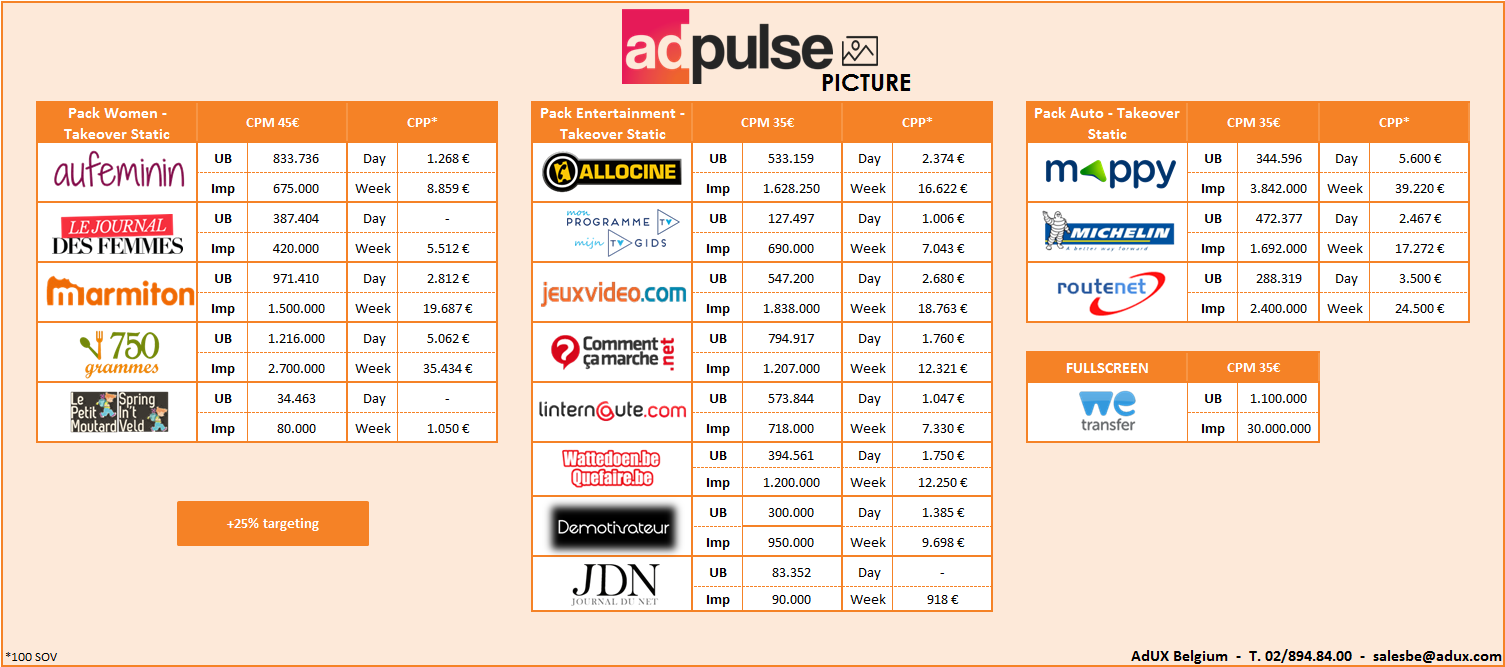 adpulse
PICTURE
Pack Women - Takeover Static CPM 45€ CPP*
aufeminin UB 833.736 Day 1.268 €
Imp 675.000 Week 8.859 €
LE JOURNAL DES FEMMES UB 387.404 Day -
Imp 420.000 Week 5.512 €
marmiton UB 971.410 Day 2.812 €
Imp 1.500.000 Week 19.687 €
750 grammes UB 1.216.000 Day 5.062 €
Imp 2.700.000 Week 35.434 €
Le Petit Moutard Spring In't Veld UB 34.463 Day -
Imp 80.000 Week 1.050 €
+25% targeting
Pack Entertainment - Takeover Static CPM 35€ CPP*
ALLOCINE UB 533.159 Day 2.374 €
Imp 1.628.250 Week 16.622 €
mon PROGRAMME TV mijn TV GIDS UB 127.497 Day 1.006 €
Imp 690.000 Week 7.043 €
jeuxvideo.com UB 547.200 Day 2.680 €
Imp 1.838.000 Week 18.763 €
Comment ça marche .net UB 794.917 Day 1.760 €
Imp 1.207.000 Week 12.321 €
linternaute.com UB 573.844 Day 1.047 €
Imp 718.000 Week 7.330 €
Wattedoen.be Quefaire.be UB 394.561 Day 1.750 €
Imp 1.200.000 Week 12.250 €
Demotivateur UB 300.000 Day 1.385 €
Imp 950.000 Week 9.698 €
JDN JOURNAL DU NET UB 83.352 Day -
Imp 90.000 Week 918 €
Pack Auto - Takeover Static CPM 35€ CPP*
mappy UB 344.596 Day 5.600 €
Imp 3.842.000 Week 39.220 €
MICHELIN A better way forward UB 472.377 Day 2.467 €
Imp 1.692.000 Week 17.272 €
routenet UB 288.319 Day 3.500 €
Imp 2.400.000 Week 24.500 €
FULLSCREEN CPM 35€
we transfer UB 1.100.000
Imp 30.000.000
*100 SOV
AdUX Belgium - T. 02/894.84.00 - salesbe@adux.com